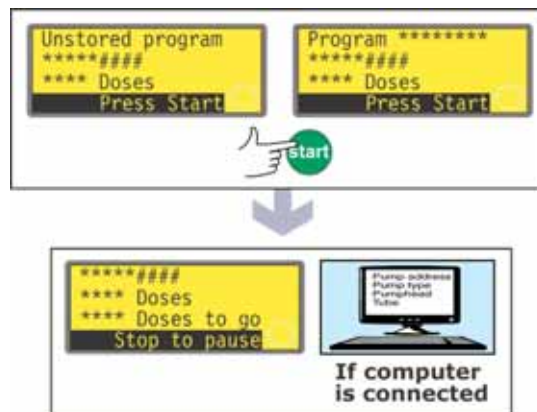 Unstored program
*****####
**** Doses
Press Start
Program ********
*****####
**** Doses
Press Start
start
*****####
**** Doses
**** Doses to go
Stop to pause
Pump address
Pump type
Pumphead
Tube
If computer
is connected